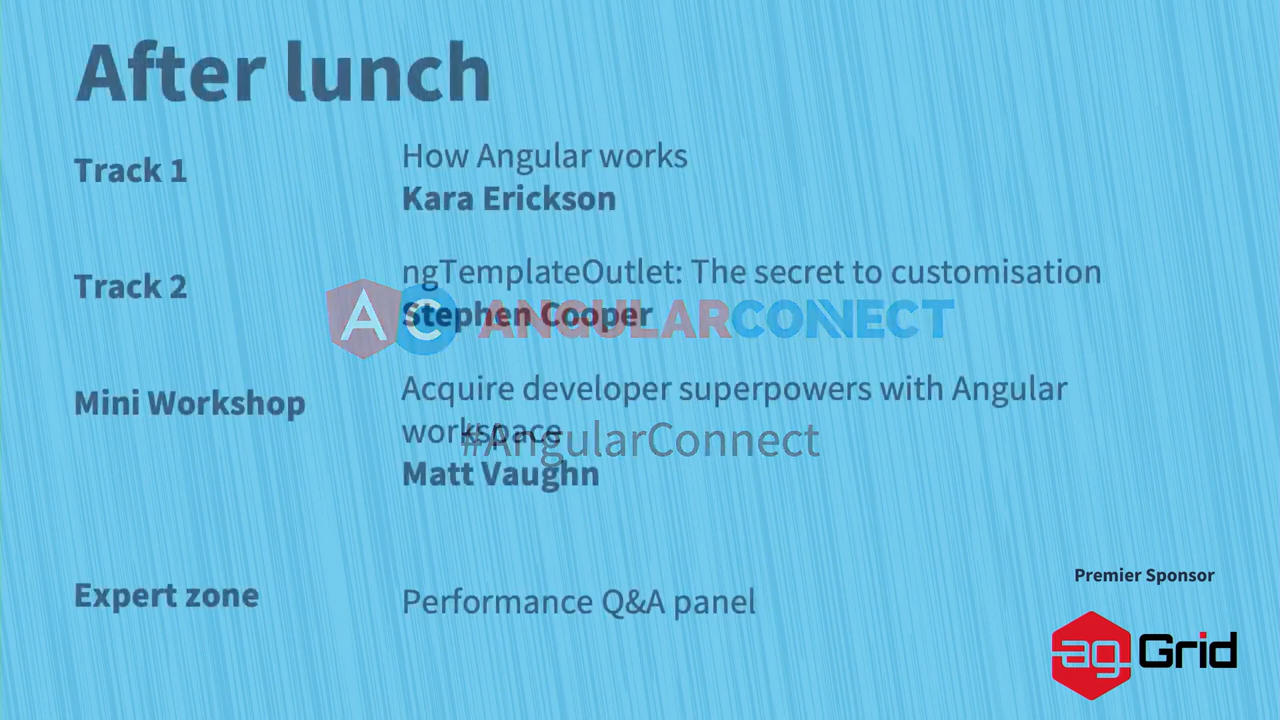 After lunch
Track 1
How Angular works
Kara Erickson
Track 2
ngTemplateOutlet: The secret to customisation
Stephen Cooper
AC ANGULARCONNECT
Mini Workshop
Acquire developer superpowers with Angular
workspace
#AngularConnect
Matt Vaughn
Expert zone
Performance Q&A panel
Premier Sponsor
ag Grid